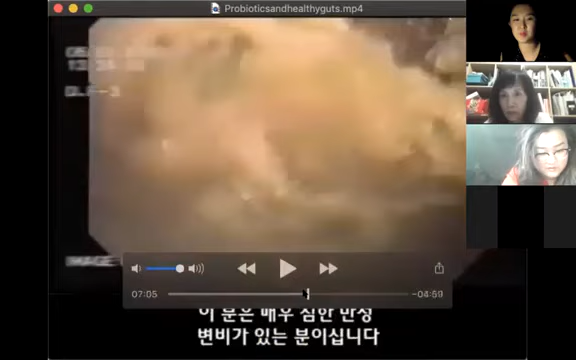 Probioticsandhealthyguts.mp4
07:05
-04:59
이 분은 매우 심한 만성
변비가 있는 분이십니다